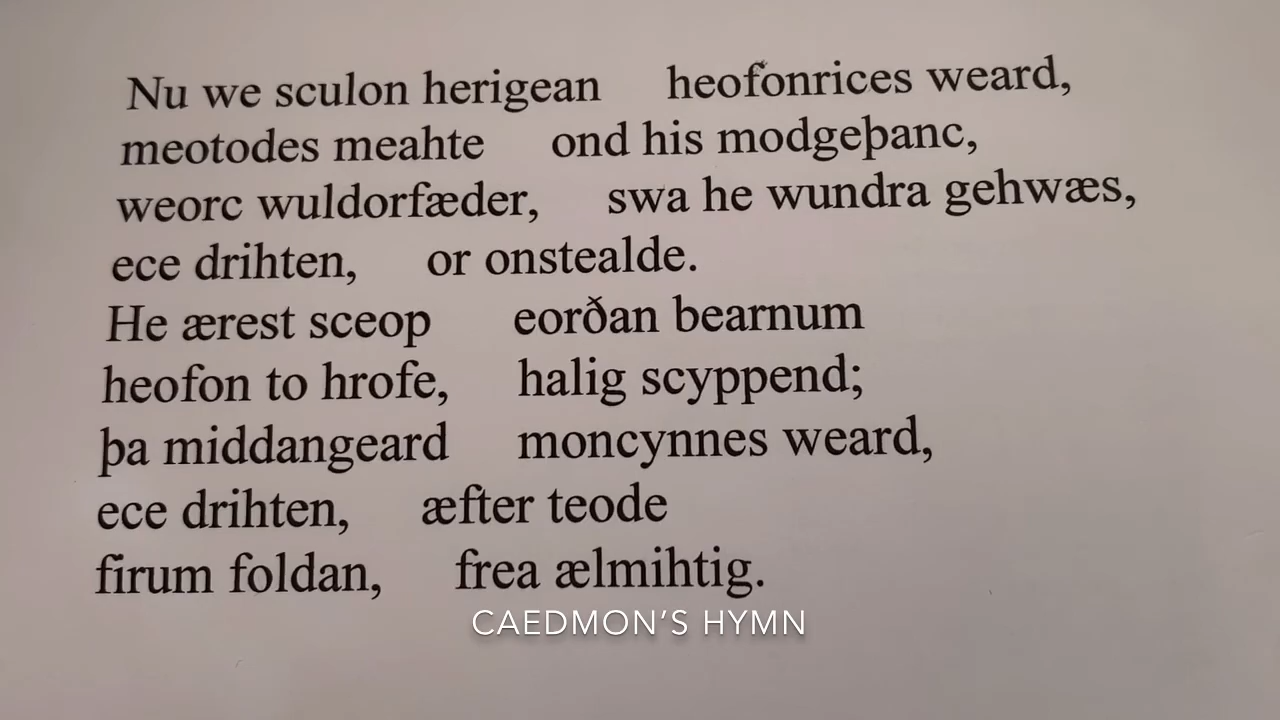 Nu we sculon herigean heofonrices weard,
meotodes meahte ond his modgeþanc,
weorc wuldorfæder, swa he wundra gehwæs,
ece drihten, or onstealde.
He ærest sceop eorðan bearnum
heofon to hrofe, halig scyppend;
þa middangeard moncynnes weard,
ece drihten, æfter teode
firum foldan, frea ælmihtig.
CAEDMON'S HYMN